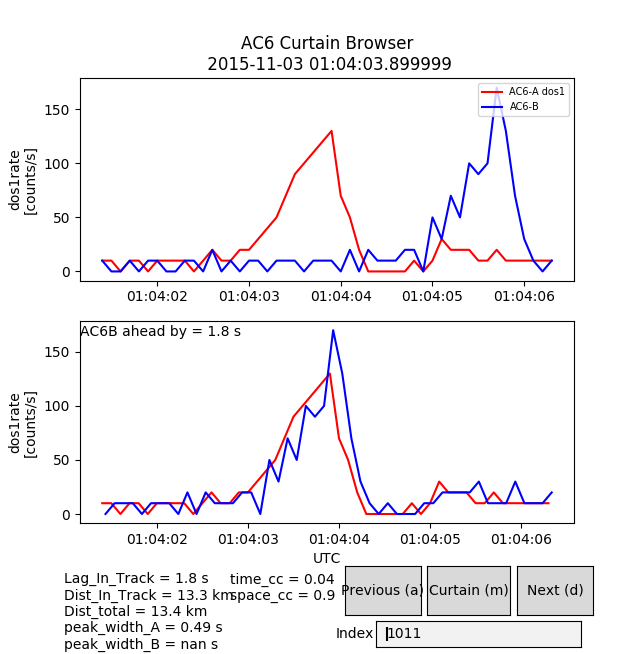 AC6 Curtain Browser
2015-11-03 01:04:03.899999
AC6-A dos1
AC6-B
dos1rate
[counts/s]
150
100
50
0
01:04:02 01:04:03 01:04:04 01:04:05 01:04:06
AC6B ahead by = 1.8 s
dos1rate
[counts/s]
150
100
50
0
01:04:02 01:04:03 01:04:04 01:04:05 01:04:06
UTC
Lag_In_Track = 1.8 s
Dist_In_Track = 13.3 km
Dist_total = 13.4 km
peak_width_A = 0.49 s
peak_width_B = nan s
time_cc = 0.04
space_cc = 0.9
Previous (a) Curtain (m) Next (d)
Index 1011